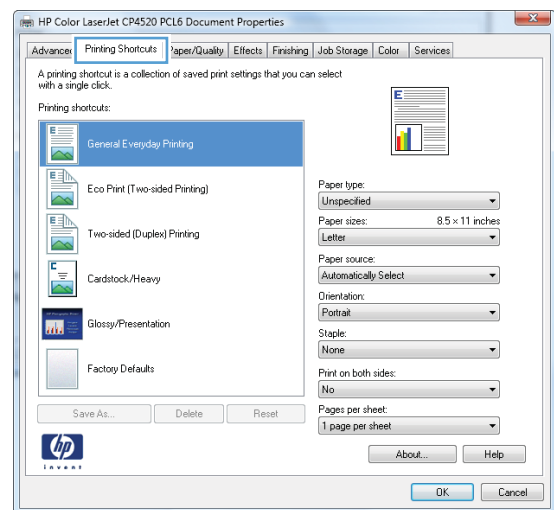 HP Color LaserJet CP4520 PCL6 Document Properties
Advanced Printing Shortcuts Paper/Quality Effects Finishing Job Storage Color Services
A printing shortcut is a collection of saved print settings that you can select
with a single click.
Printing shortcuts:
E
General Everyday Printing
Eco Print (Two-sided Printing)
Two-sided (Duplex) Printing
Cardstock/Heavy
Glossy/Presentation
Factory Defaults
Save As... Delete Reset
hp
invent
E
Paper type:
Unspecified
Paper sizes: 8.5 × 11 inches
Letter
Paper source:
Automatically Select
Orientation:
Portrait
Staple:
None
Print on both sides:
No
Pages per sheet:
1 page per sheet
About... Help
OK Cancel